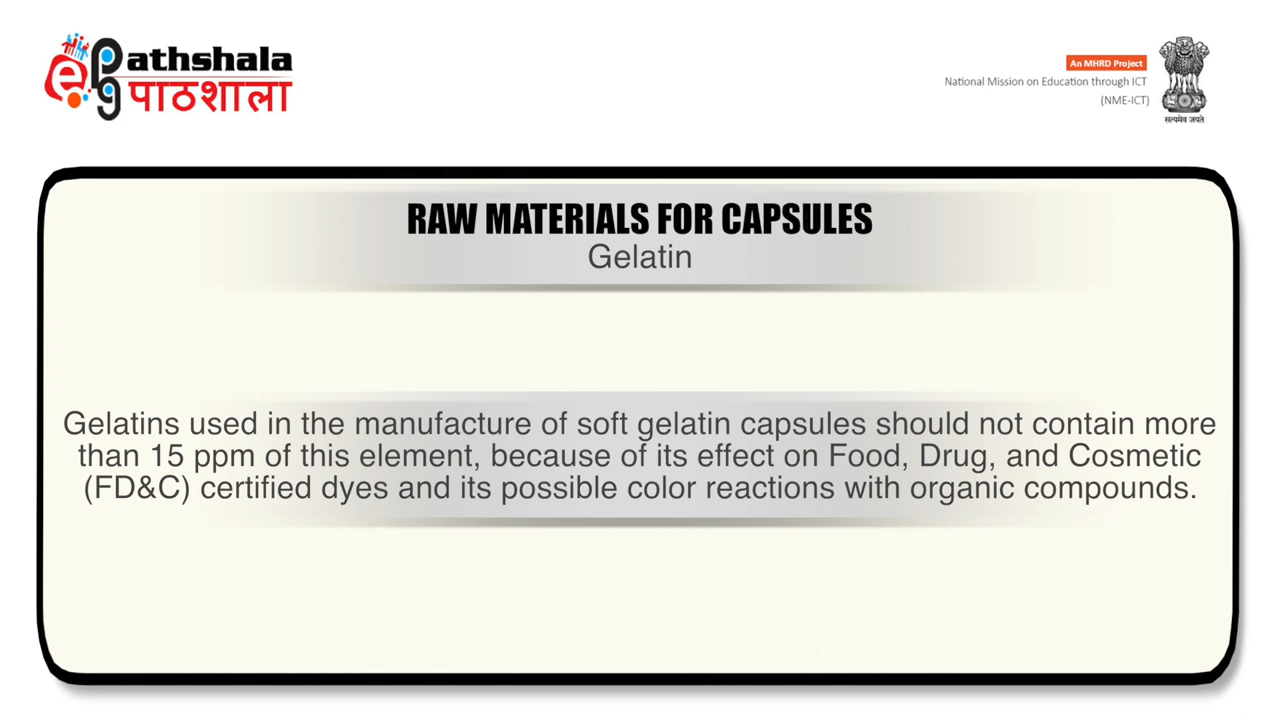 ePG Pathshala
पाठशाला
An MHRD Project
National Mission on Education through ICT
(NME-ICT)
सत्यमेव जयते
RAW MATERIALS FOR CAPSULES
Gelatin
Gelatins used in the manufacture of soft gelatin capsules should not contain more
than 15 ppm of this element, because of its effect on Food, Drug, and Cosmetic
(FD&C) certified dyes and its possible color reactions with organic compounds.